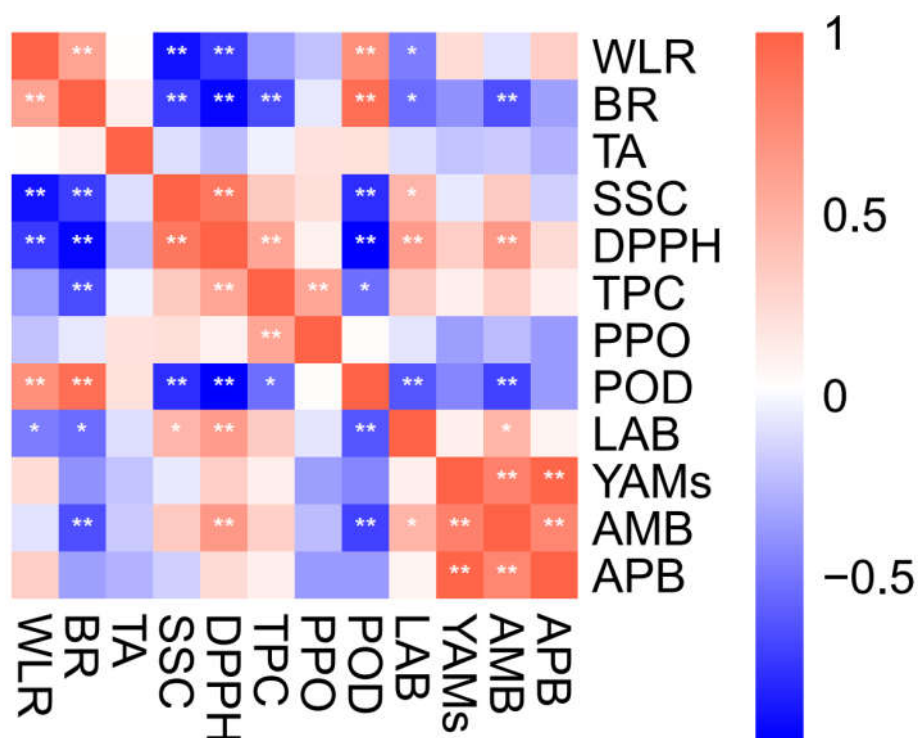 ** ** ** ** * WLR 1
** ** ** ** ** * ** BR
TA
** ** ** ** * SSC 0.5
** ** ** ** ** ** ** DPPH
** ** ** * TPC
** PPO
** ** ** ** * ** ** POD 0
* * * ** ** * LAB
** ** YAMs
** ** ** * ** ** AMB
** ** APB −0.5
WLR BR TA SSC DPPH TPC PPO POD LAB YAMs AMB APB